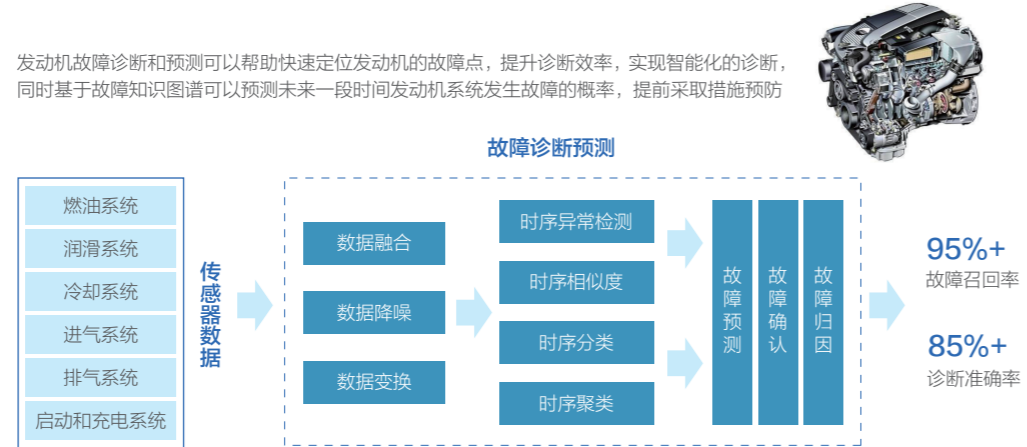 发动机故障诊断和预测可以帮助快速定位发动机的故障点，提升诊断效率，实现智能化的诊断，
同时基于故障知识图谱可以预测未来一段时间发动机系统发生故障的概率，提前采取措施预防
故障诊断预测
燃油系统
润滑系统
冷却系统
进气系统
排气系统
启动和充电系统
传感器数据
数据融合
数据降噪
数据变换
时序异常检测
时序相似度
时序分类
时序聚类
故障预测
故障确认
故障归因
95%+
故障召回率
85%+
诊断准确率